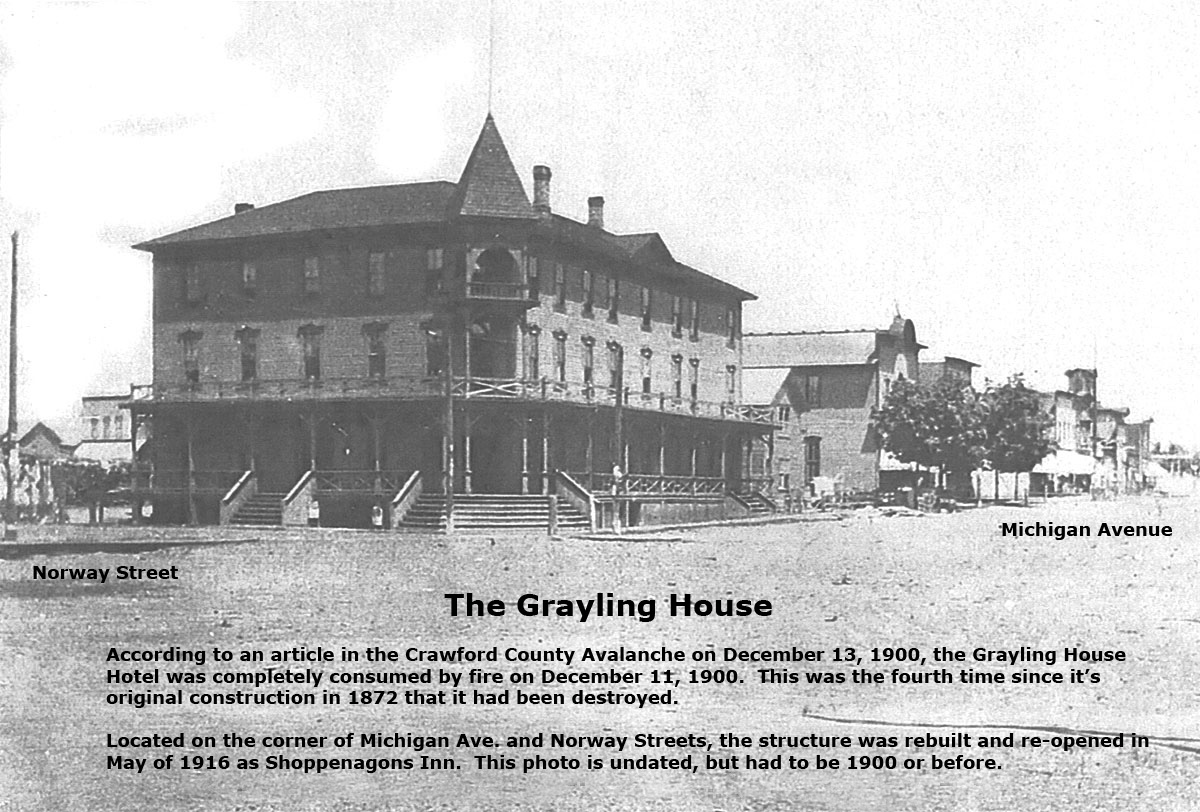 Michigan Avenue
Norway Street
The Grayling House
According to an article in the Crawford County Avalanche on December 13, 1900, the Grayling House
Hotel was completely consumed by fire on December 11, 1900.  This was the fourth time since it’s
original construction in 1872 that it had been destroyed.
Located on the corner of Michigan Ave. and Norway Streets, the structure was rebuilt and re-opened in
May of 1916 as Shoppenagons Inn.  This photo is undated, but had to be 1900 or before.